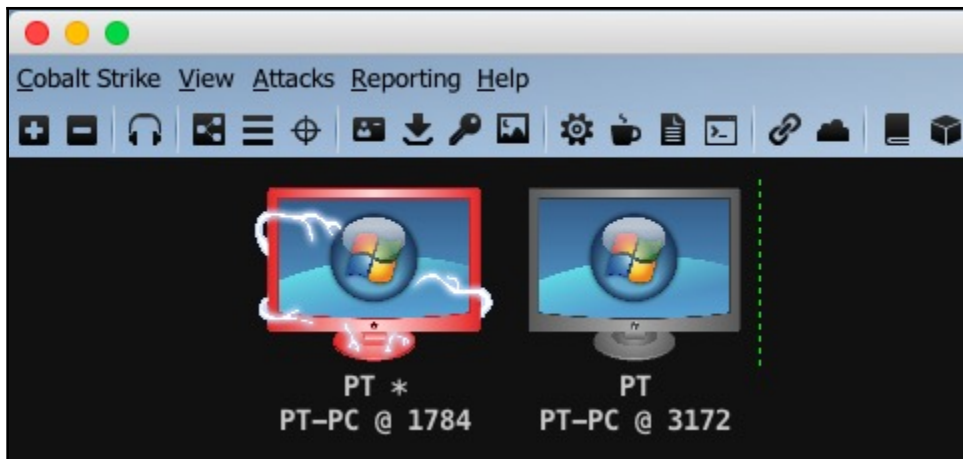 Cobalt Strike View Attacks Reporting Help
PT * PT
PT-PC @ 1784 PT-PC @ 3172